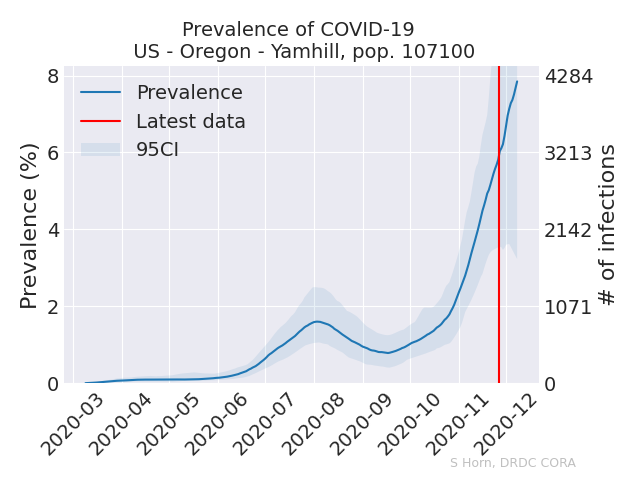 Prevalence of COVID-19
US - Oregon - Yamhill, pop. 107100
Prevalence
Latest data
95CI
Prevalence (%)
8
6
4
2
0
4284
3213
2142
1071
0
# of infections
2020-03
2020-04
2020-05
2020-06
2020-07
2020-08
2020-09
2020-10
2020-11
2020-12
S Horn, DRDC CORA